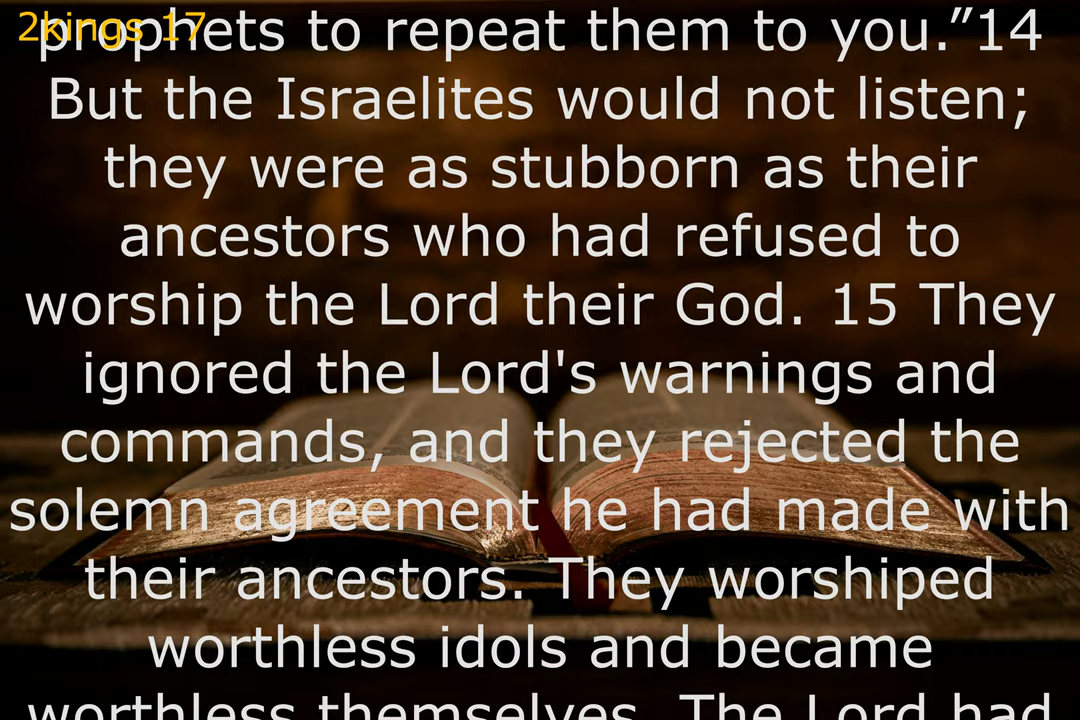 2kings 17
prophets to repeat them to you.”14
But the Israelites would not listen;
they were as stubborn as their
ancestors who had refused to
worship the Lord their God. 15 They
ignored the Lord's warnings and
commands, and they rejected the
solemn agreement he had made with
their ancestors. They worshiped
worthless idols and became
worthless themselves. The Lord had